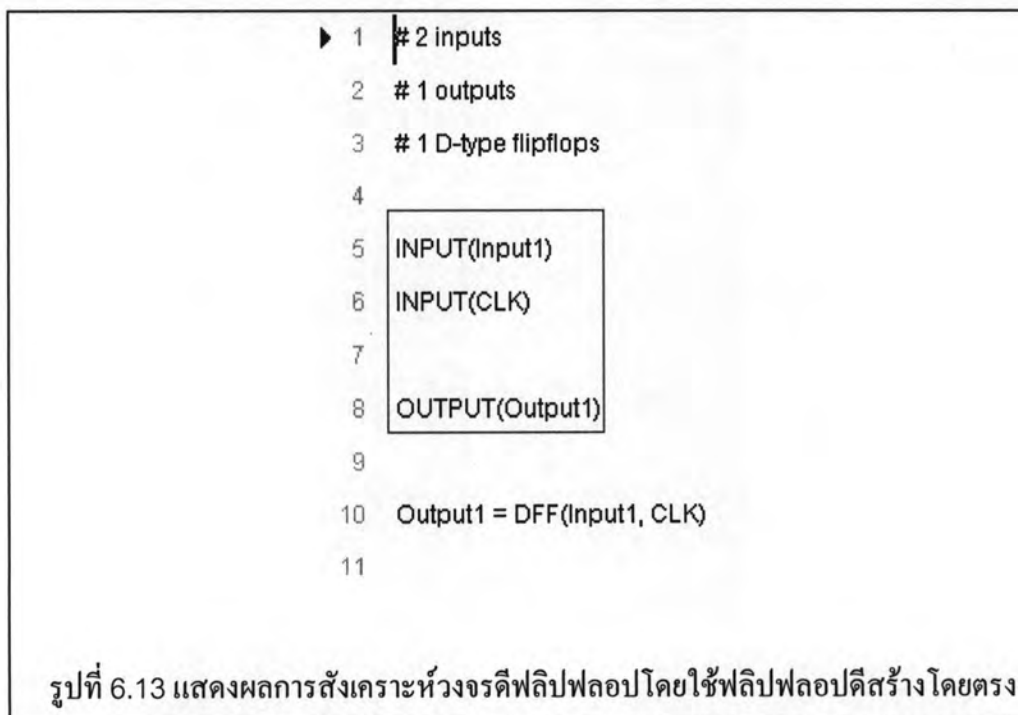 1 # 2 inputs
2 # 1 outputs
3 # 1 D-type flipflops
4
5 INPUT(Input1)
6 INPUT(CLK)
7
8 OUTPUT(Output1)
9
10 Output1 = DFF(Input1, CLK)
11
รูปที่ 6.13 แสดงผลการสังเคราะห์วงจรดีฟลิปฟลอปโดยใช้ฟลิปฟลอปดีสร้างโดยตรง